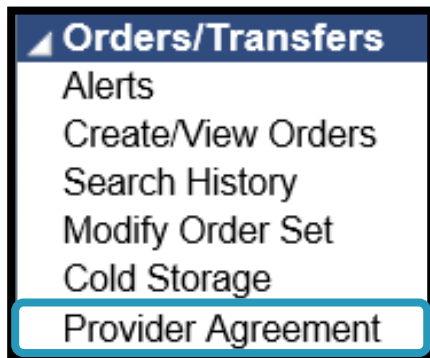 Orders/Transfers
Alerts
Create/View Orders
Search History
Modify Order Set
Cold Storage
Provider Agreement